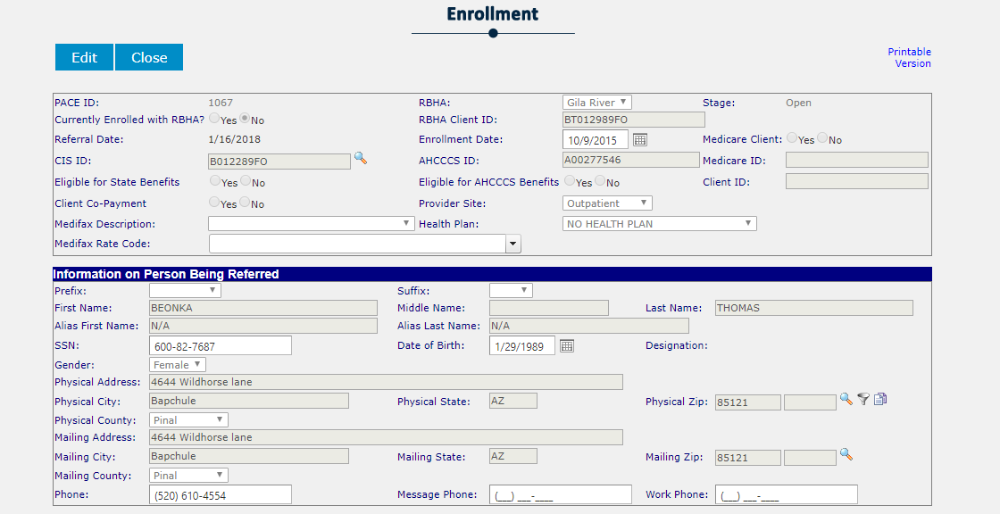 Enrollment
Edit Close Printable Version
PACE ID: 1067 RBHA: Gila River Stage: Open
Currently Enrolled with RBHA? Yes No RBHA Client ID: BT012989FO
Referral Date: 1/16/2018 Enrollment Date: 10/9/2015 Medicare Client: Yes No
CIS ID: B012289FO AHCCCS ID: A00277546 Medicare ID:
Eligible for State Benefits Yes No Eligible for AHCCCS Benefits Yes No Client ID:
Client Co-Payment Yes No Provider Site: Outpatient
Medifax Description: Health Plan: NO HEALTH PLAN
Medifax Rate Code:
Information on Person Being Referred
Prefix: Suffix:
First Name: BEONKA Middle Name: Last Name: THOMAS
Alias First Name: N/A Alias Last Name: N/A
SSN: 600-82-7687 Date of Birth: 1/29/1989 Designation:
Gender: Female
Physical Address: 4644 Wildhorse lane
Physical City: Bapchule Physical State: AZ Physical Zip: 85121
Physical County: Pinal
Mailing Address: 4644 Wildhorse lane
Mailing City: Bapchule Mailing State: AZ Mailing Zip: 85121
Mailing County: Pinal
Phone: (520) 610-4554 Message Phone: (___) ___-____ Work Phone: (___) ___-____